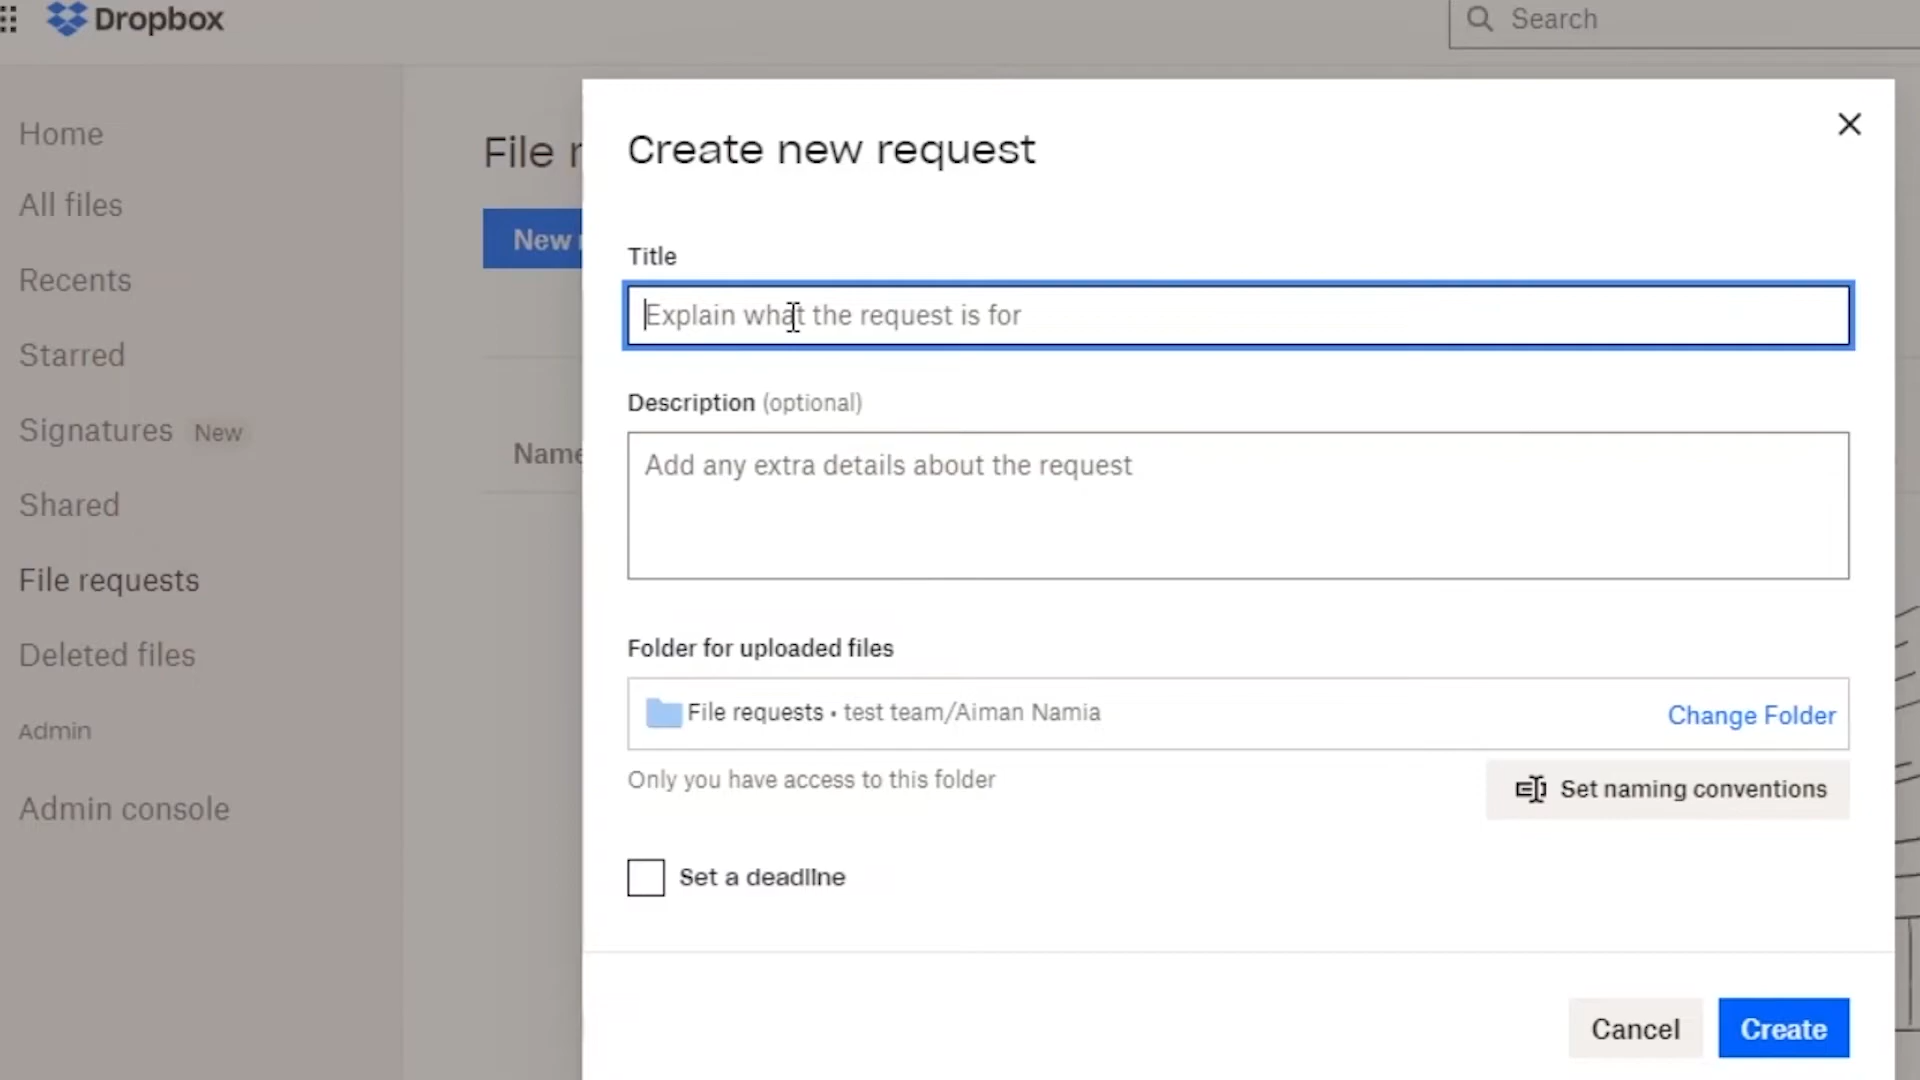 Dropbox
Search
Home
All files
Recents
Starred
Signatures New
Shared
File requests
Deleted files
Admin
Admin console
File r
New
Name
Create new request
Title
Explain what the request is for
Description (optional)
Add any extra details about the request
Folder for uploaded files
File requests • test team/Aiman Namia
Change Folder
Only you have access to this folder
Set naming conventions
Set a deadline
Cancel
Create